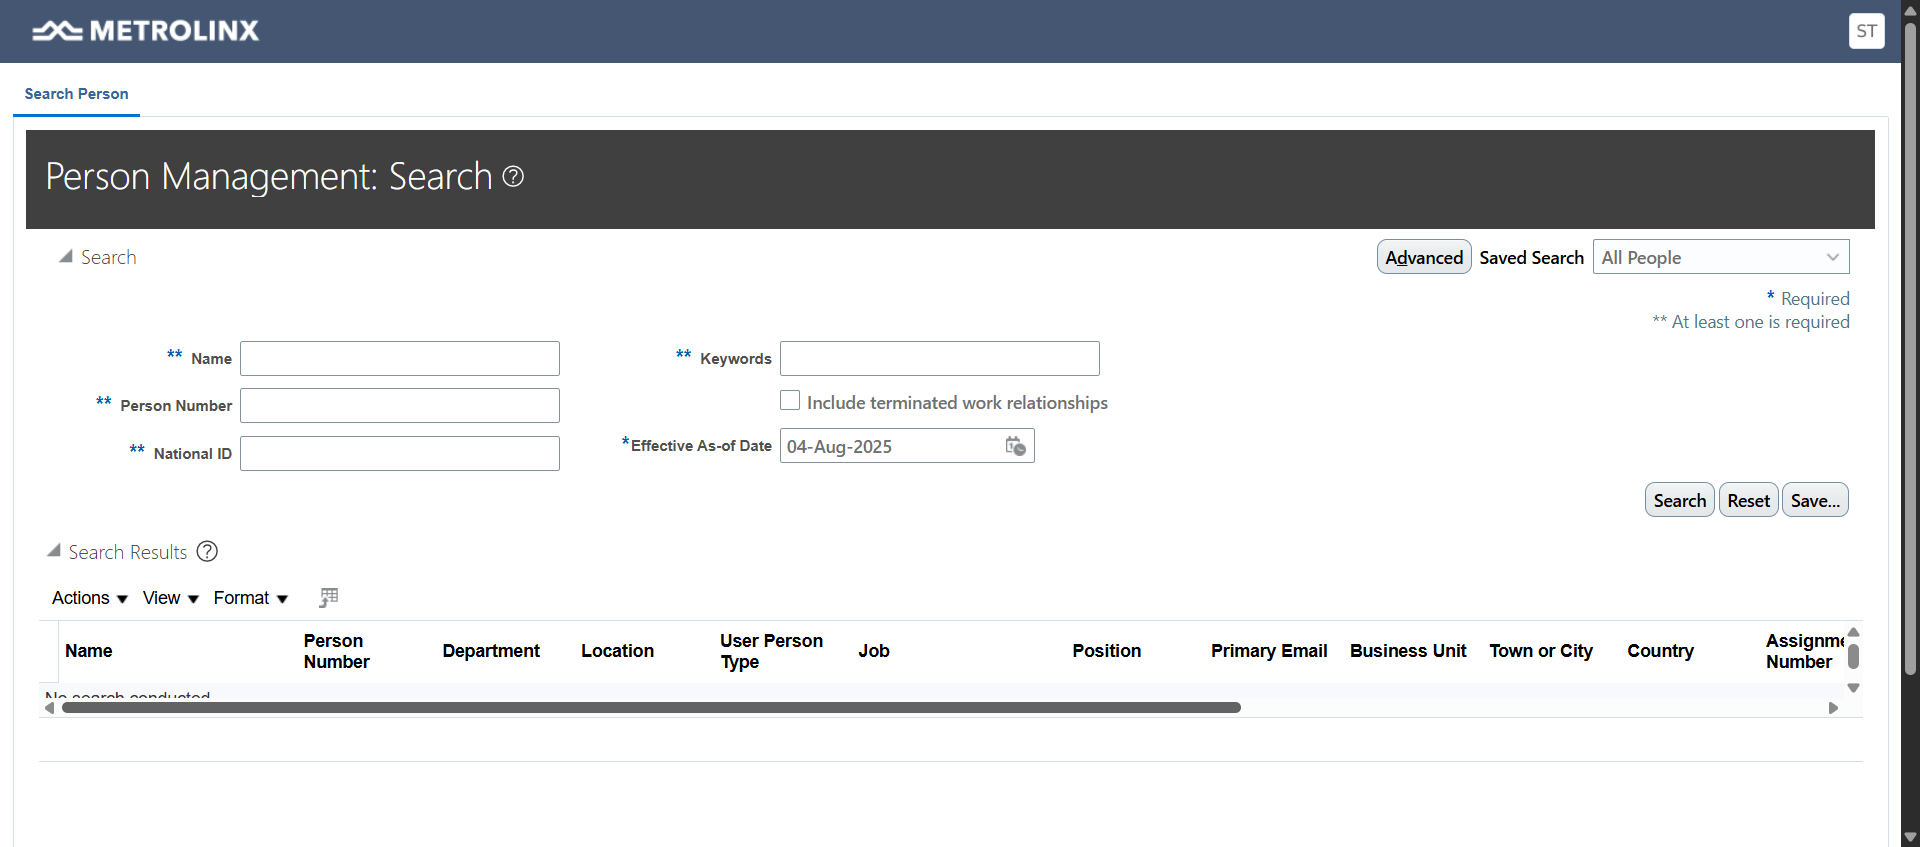 METROLINX
ST
Search Person
Person Management: Search ?
Search
Advanced Saved Search All People
* Required
** At least one is required
** Name
** Keywords
** Person Number
Include terminated work relationships
** National ID
*Effective As-of Date 04-Aug-2025
Search Reset Save...
Search Results ?
Actions View Format
Name Person Number Department Location User Person Type Job Position Primary Email Business Unit Town or City Country Assignme Number
No search conducted